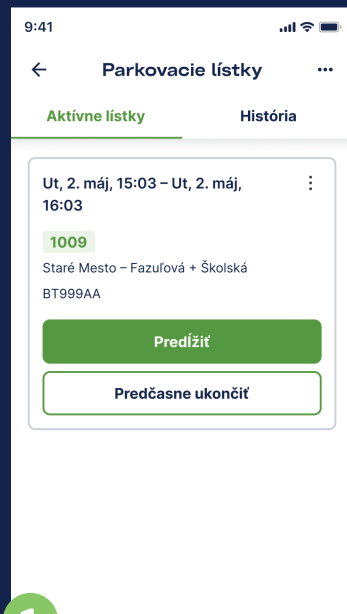 9:41
Parkovacie lístky
Aktívne lístky
História
Ut, 2. máj, 15:03 – Ut, 2. máj,
16:03
1009
Staré Mesto – Fazuľová + Školská
BT999AA
Predĺžiť
Predčasne ukončiť